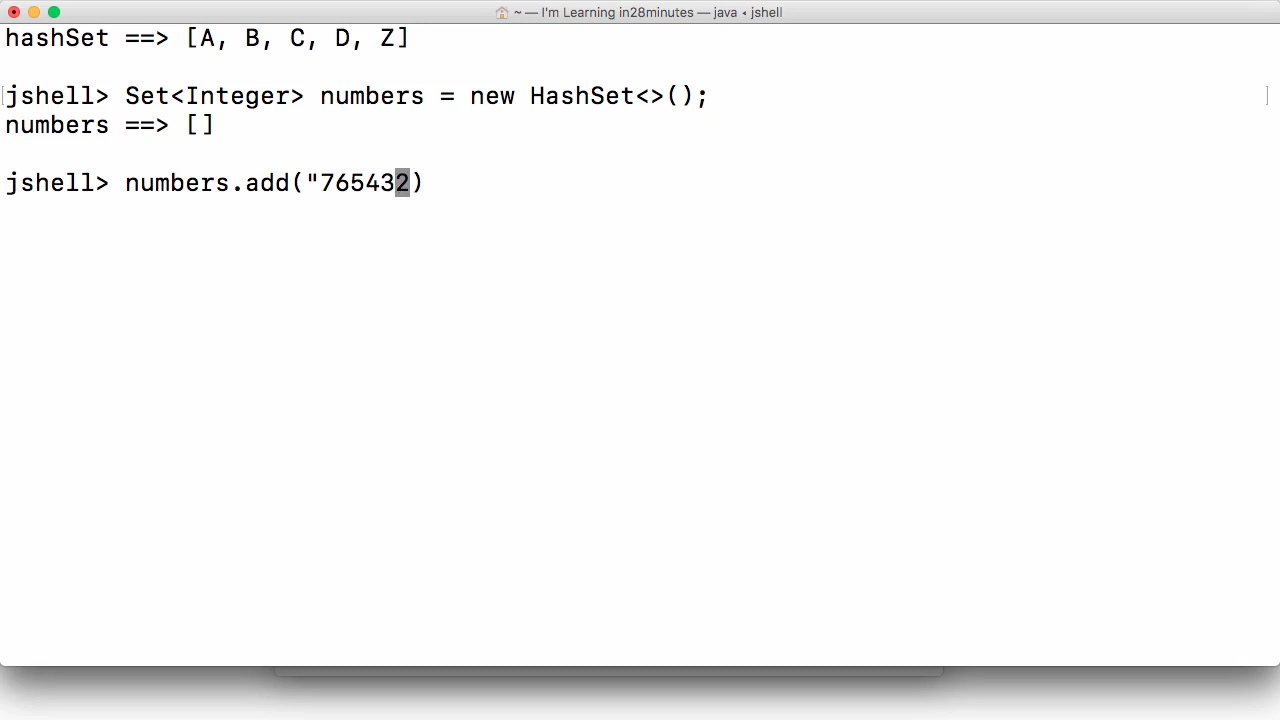 ~ — I'm Learning in28minutes — java ◂ jshell
hashSet ==> [A, B, C, D, Z]
jshell> Set<Integer> numbers = new HashSet<>();
numbers ==> []
jshell> numbers.add("765432)